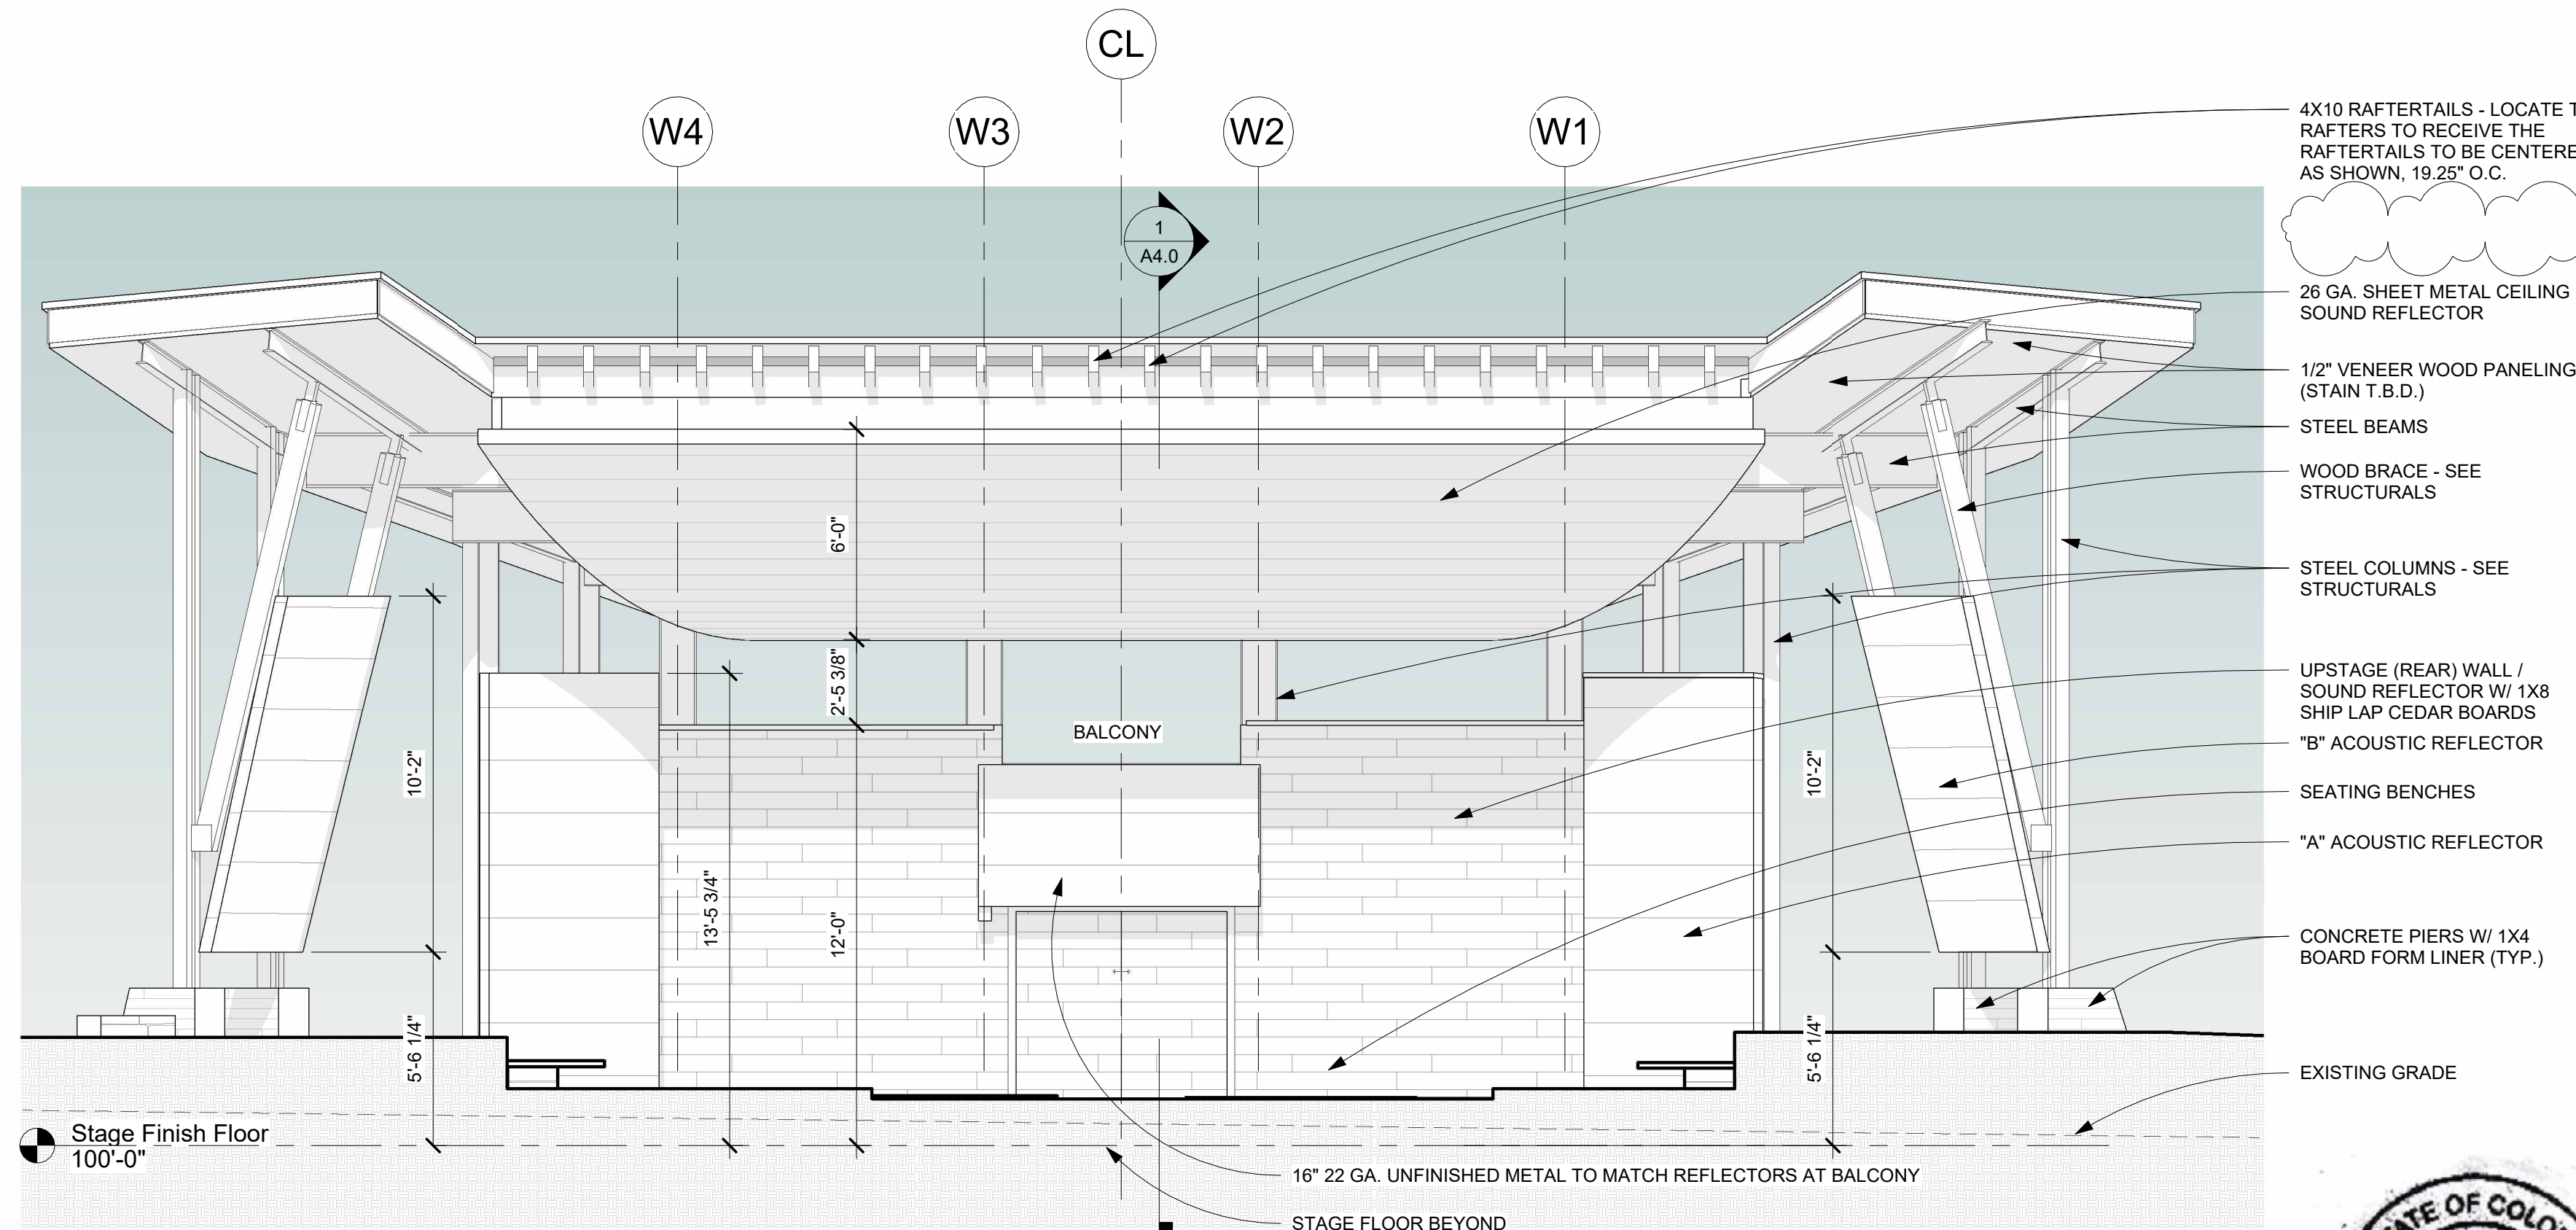 CL
W4
W3
W2
W1
1
A4.0
4X10 RAFTERTAILS - LOCATE
RAFTERS TO RECEIVE THE
RAFTERTAILS TO BE
AS SHOWN, 19.25" O.C.
26 GA. SHEET METAL CEILING
SOUND REFLECTOR
1/2" VENEER WOOD PANELING
(STAIN T.B.D.)
STEEL BEAMS
WOOD BRACE - SEE
STRUCTURALS
STEEL COLUMNS - SEE
STRUCTURALS
UPSTAGE (REAR) WALL /
SOUND REFLECTOR W/ 1X8
SHIP LAP CEDAR BOARDS
"B" ACOUSTIC REFLECTOR
SEATING BENCHES
"A" ACOUSTIC REFLECTOR
CONCRETE PIERS W/ 1X4
BOARD FORM LINER (TYP.)
EXISTING GRADE
6'-0"
2'-5 3/8"
BALCONY
10'-2"
10'-2"
13'-5 3/4"
12'-0"
5'-6 1/4"
5'-6 1/4"
Stage Finish Floor
100'-0"
16" 22 GA. UNFINISHED METAL TO MATCH REFLECTORS AT BALCONY
STAGE FLOOR BEYOND
OF